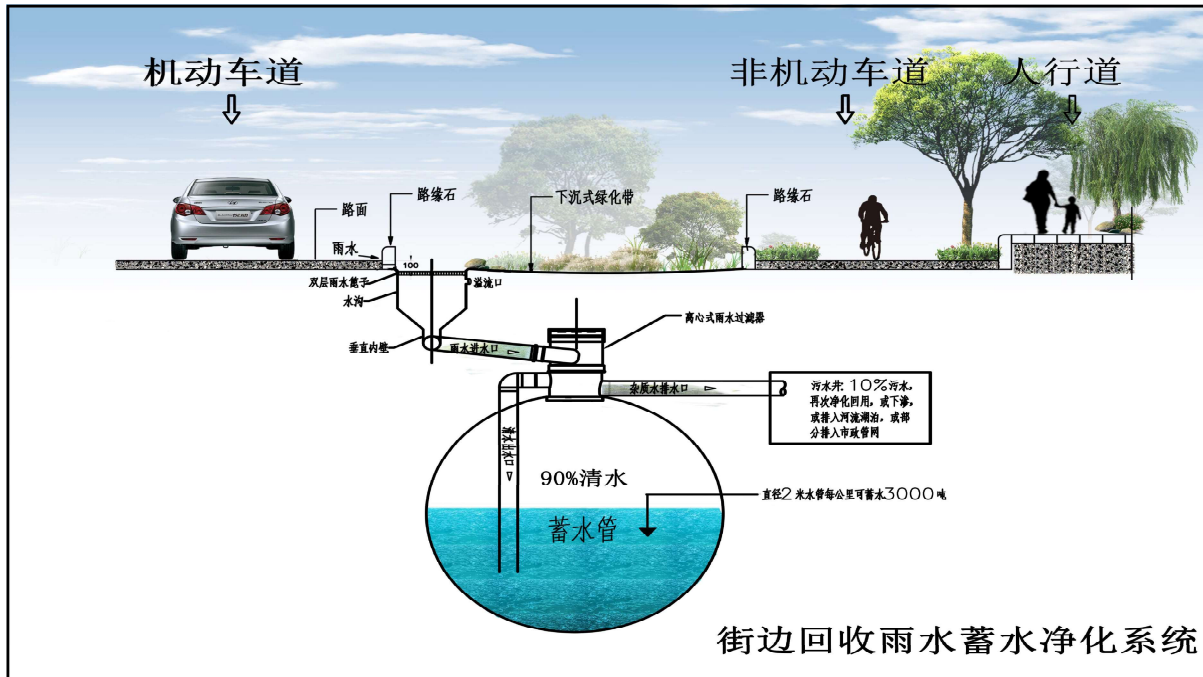 机动车道
非机动车道
人行道
路缘石
下沉式绿化带
路缘石
路面
雨水
100
双层雨水篦子
溢流口
水沟
垂直内壁
雨水进水口
离心式雨水过滤器
杂质水排水口
污水井: 10%污水,
再次净化回用, 或下渗,
或排入河流湖泊, 或部
分排入市政管网
90%清水
直径2米水管每公里可蓄水3000吨
蓄水管
街边回收雨水蓄水净化系统